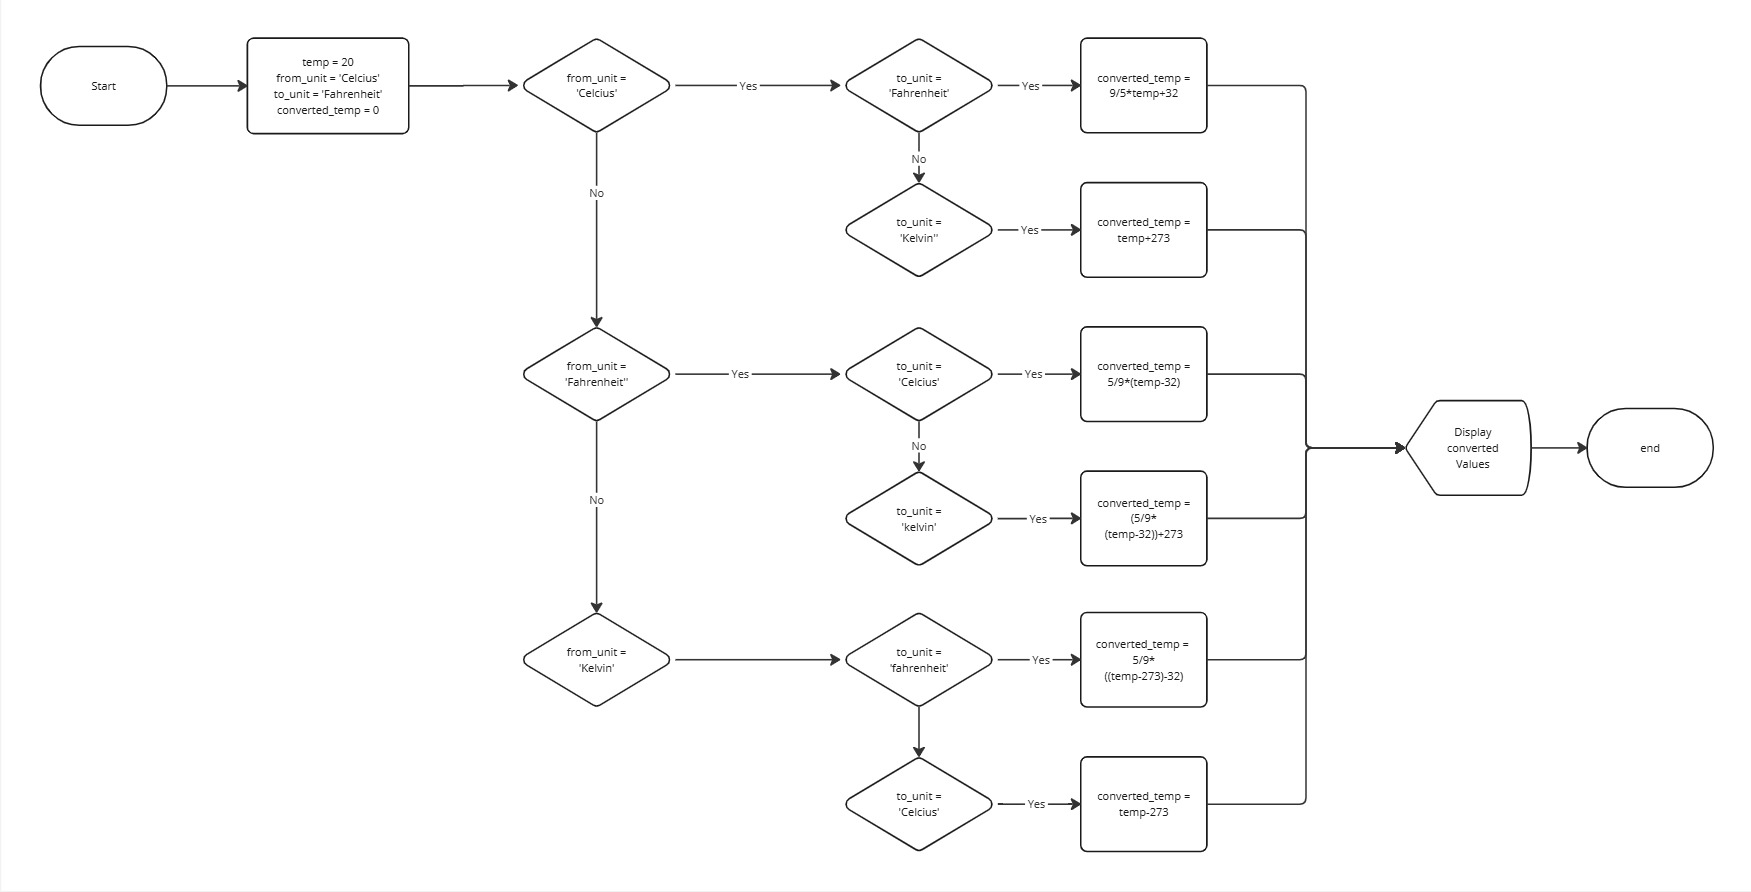 Start
temp = 20
from_unit = 'Celcius'
to_unit = 'Fahrenheit'
converted_temp = 0
from_unit =
'Celcius'
Yes
to_unit =
'Fahrenheit'
Yes
converted_temp =
9/5*temp+32
No
No
to_unit =
'Kelvin"
Yes
converted_temp =
temp+273
from_unit =
'Fahrenheit"
Yes
to_unit =
'Celcius'
Yes
converted_temp =
5/9*(temp-32)
No
No
to_unit =
'kelvin'
Yes
converted_temp =
(5/9*
(temp-32))+273
Display
converted
Values
end
from_unit =
'Kelvin'
to_unit =
'fahrenheit'
Yes
converted_temp =
5/9*
((temp-273)-32)
to_unit =
'Celcius'
Yes
converted_temp =
temp-273